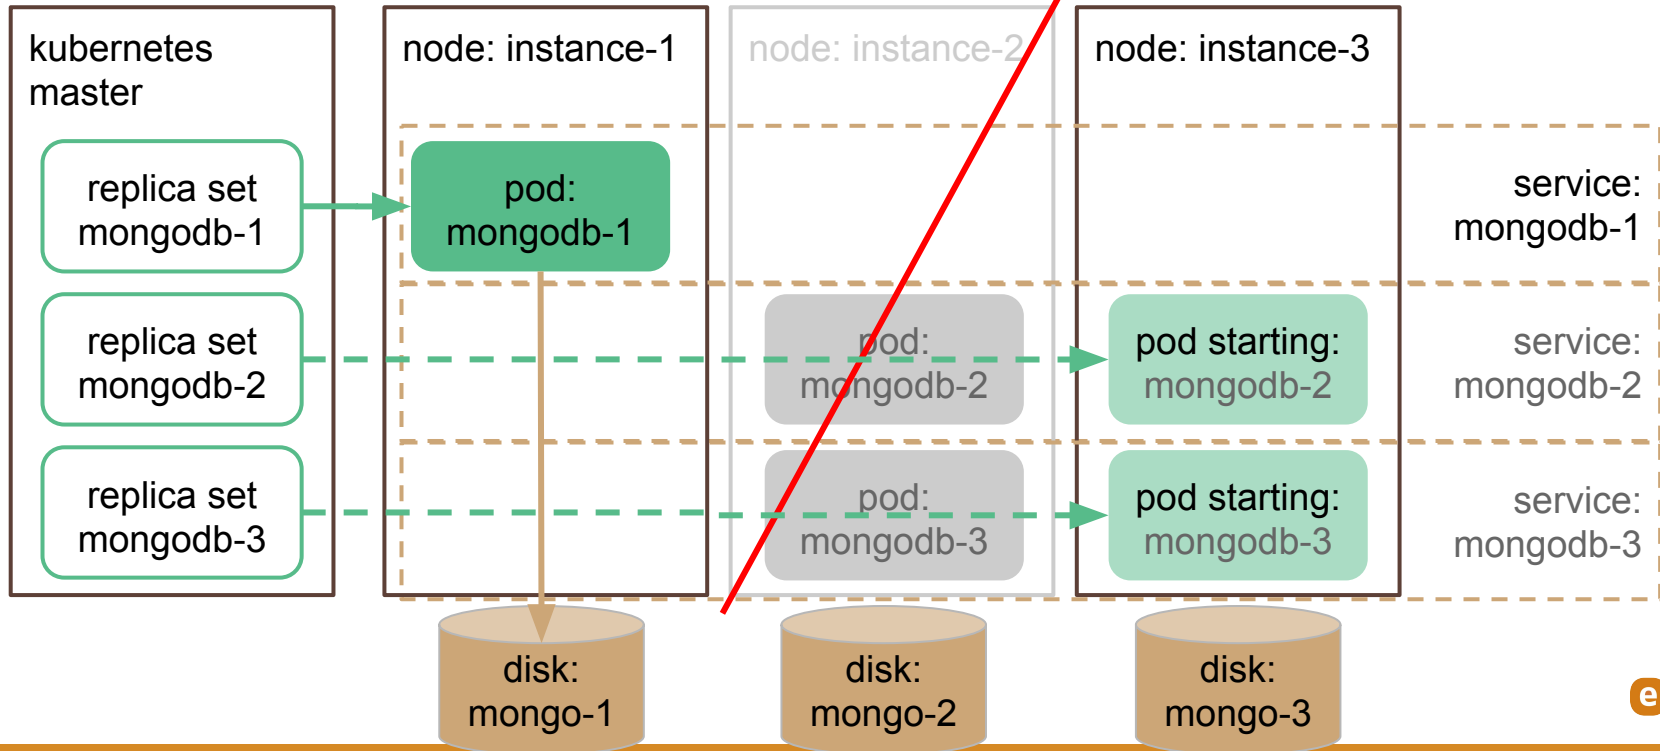 kubernetes
master
node: instance-1
node: instance-2
node: instance-3
replica set
mongodb-1
pod:
mongodb-1
service:
mongodb-1
replica set
mongodb-2
pod:
mongodb-2
pod starting:
mongodb-2
service:
mongodb-2
replica set
mongodb-3
pod:
mongodb-3
pod starting:
mongodb-3
service:
mongodb-3
disk:
mongo-1
disk:
mongo-2
disk:
mongo-3
e